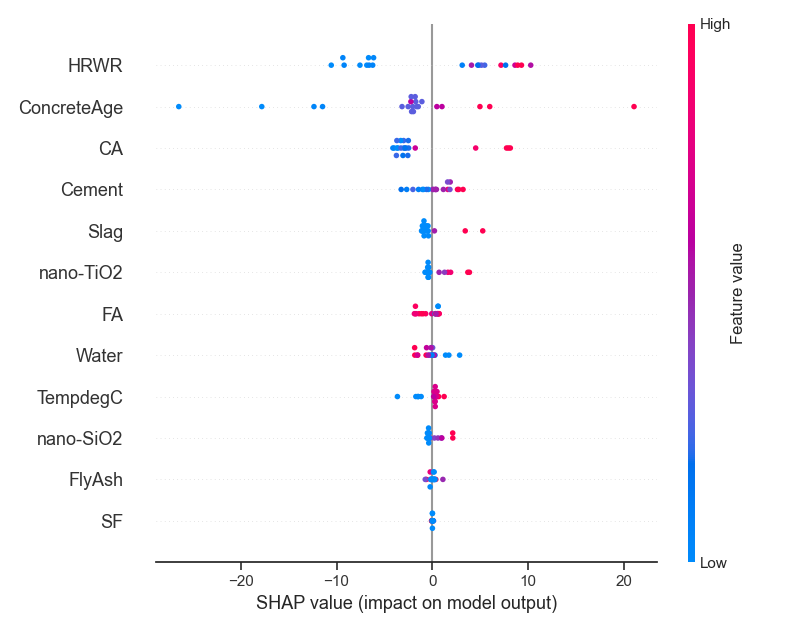 High
HRWR
ConcreteAge
CA
Cement
Slag
nano-TiO2
FA
Water
TempdegC
nano-SiO2
FlyAsh
SF
Feature value
Low
−20 −10 0 10 20
SHAP value (impact on model output)